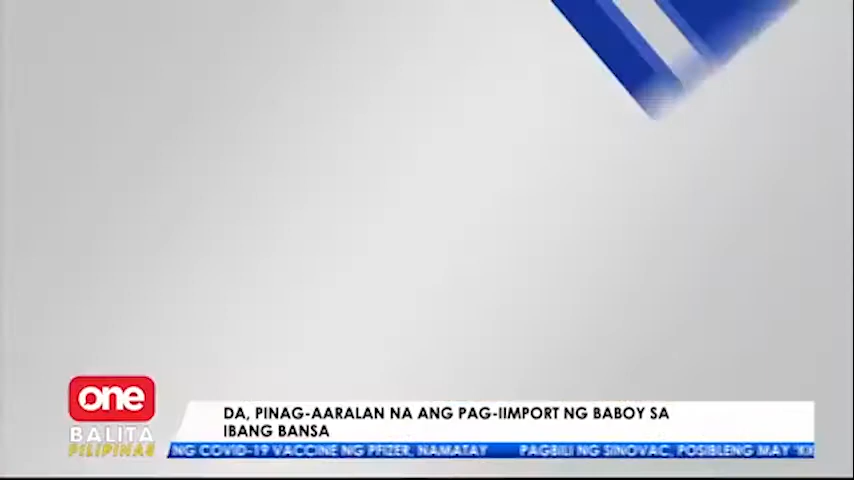 one
BALITA
PILIPINAS
DA, PINAG-AARALAN NA ANG PAG-IIMPORT NG BABOY SA
IBANG BANSA
NG COVID-19 VACCINE NG PFIZER, NAMATAY PAGBILI NG SINOVAC, POSIBLENG MAY